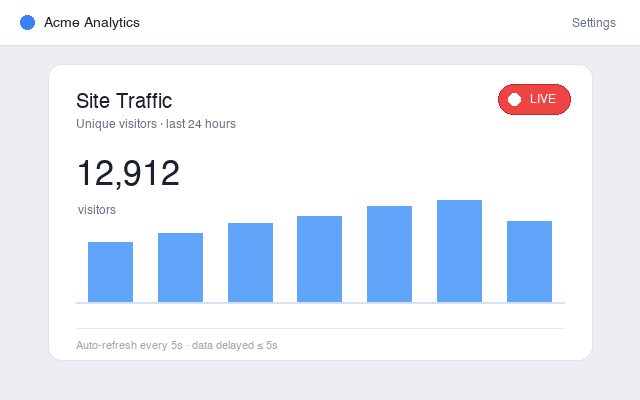 Acme Analytics
Settings
Site Traffic
LIVE
Unique visitors · last 24 hours
12,912
visitors
Auto-refresh every 5s · data delayed ≤ 5s